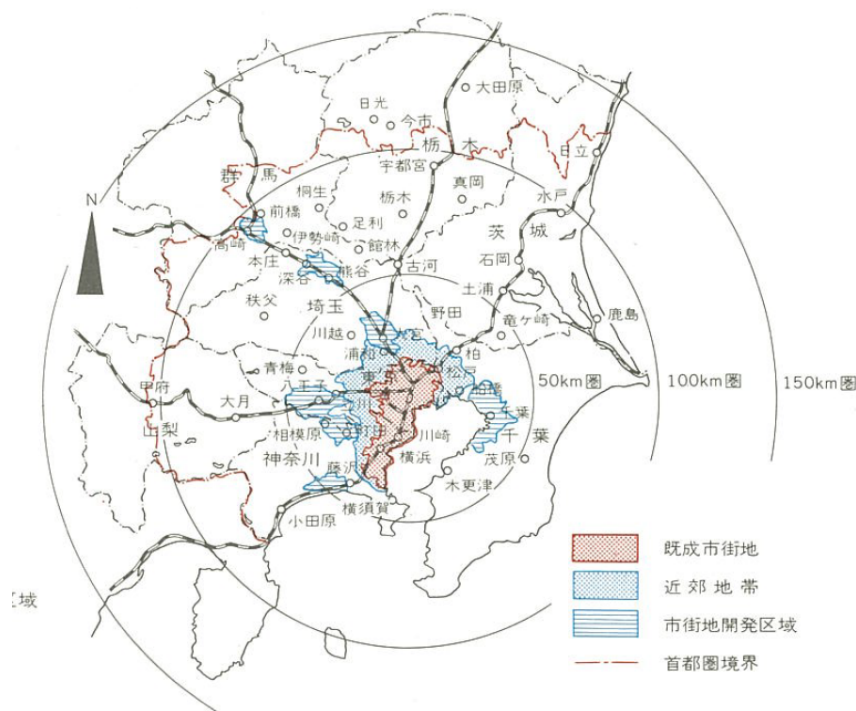 大田原
日光
今市
栃木
日立
宇都宮
群馬
真岡
桐生
栃木
水戸
N
前橋
足利
茨城
高崎
伊勢崎
館林
本庄
古河
石岡
深谷
熊谷
土浦
秩父
埼玉
野田
鹿島
川越
竜ケ崎
大宮
浦和
柏
青梅
松戸
50km圏
100km圏
150km圏
甲府
大月
八王子
船橋
千葉
山梨
相模原
町田
川崎
千葉
神奈川
横浜
茂原
藤沢
木更津
横須賀
小田原
既成市街地
区域
近郊地帯
市街地開発区域
首都圏境界